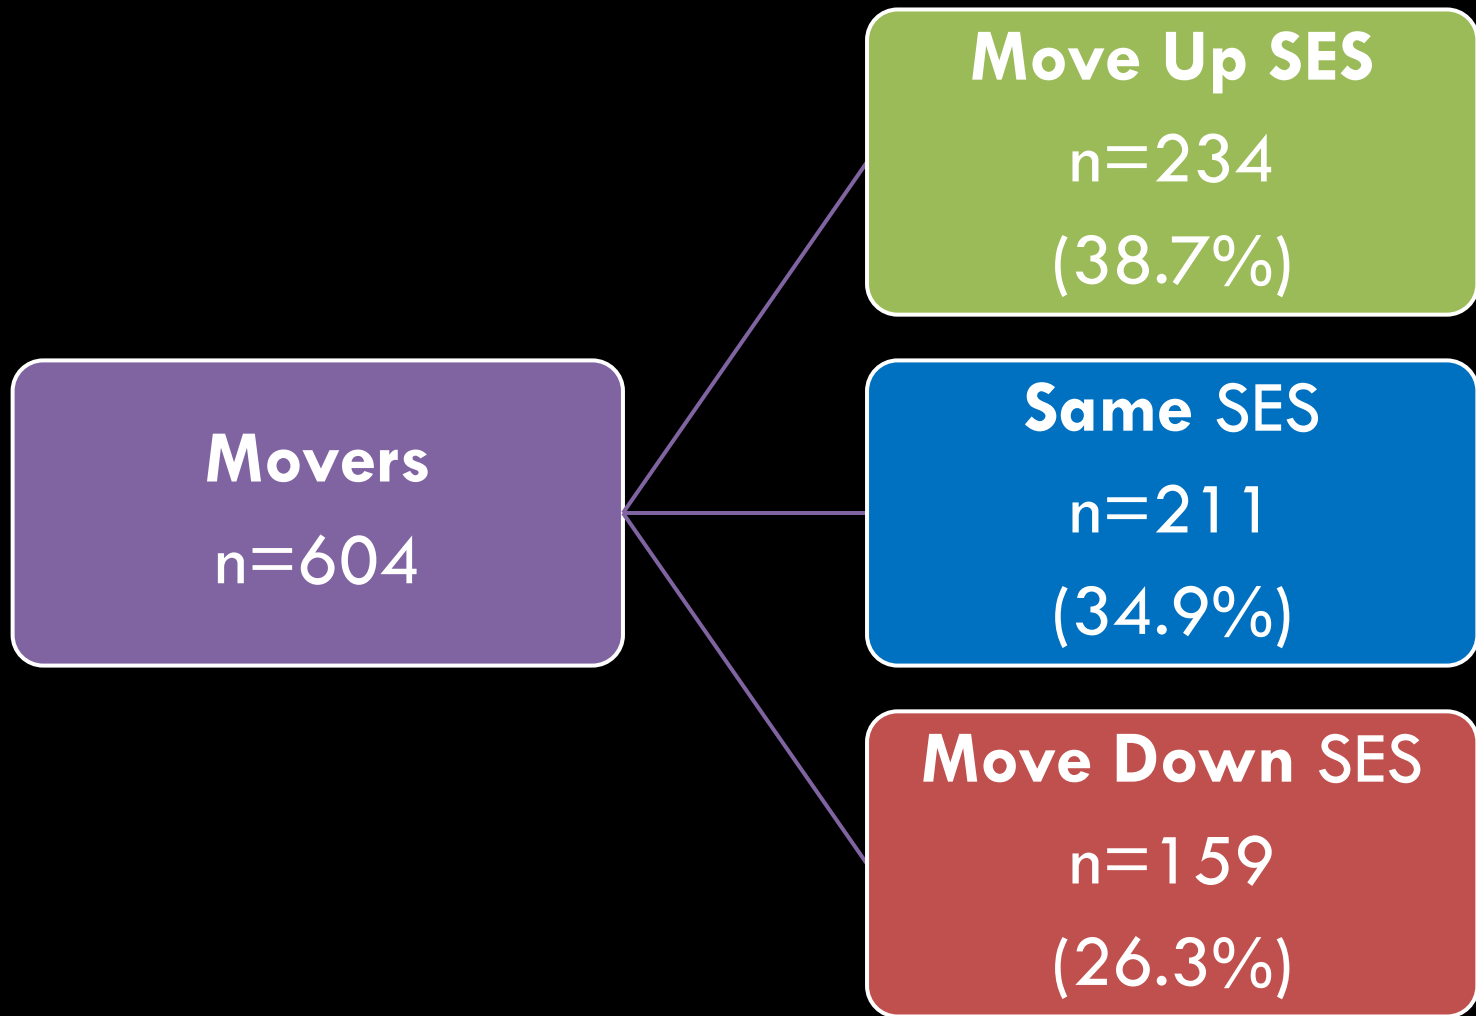 Movers
n=604
Move Up SES
n=234
(38.7%)
Same SES
n=211
(34.9%)
Move Down SES
n=159
(26.3%)